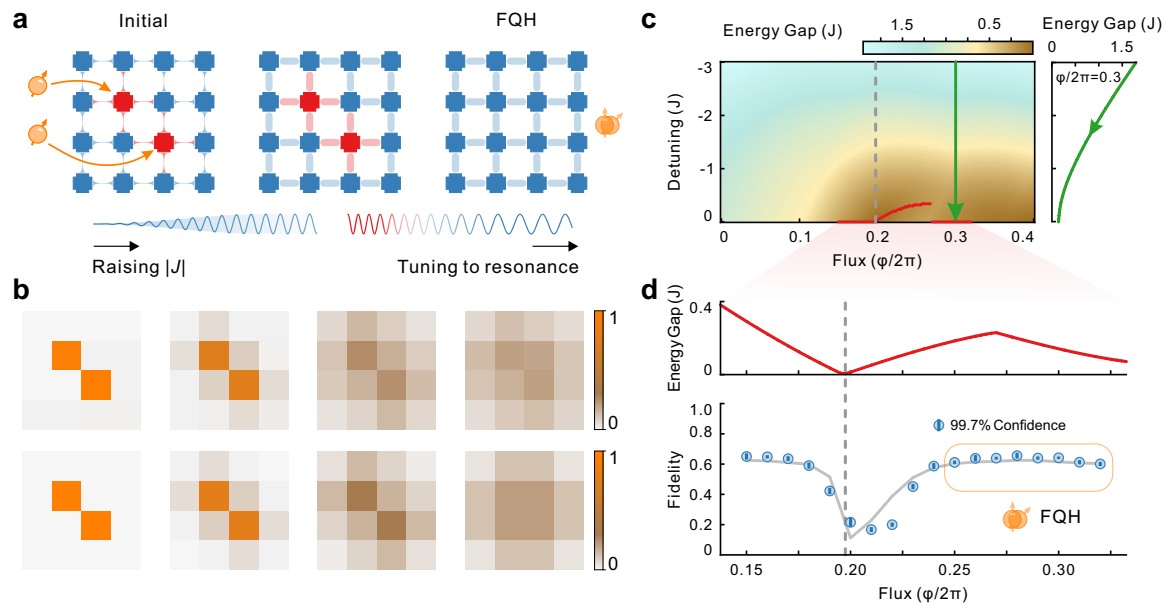 a
Initial
FQH
Raising |J|
Tuning to resonance
b
1
0
1
0
c
Energy Gap (J)
1.5
0.5
Energy Gap (J)
0
1.5
φ/2π=0.3
Detuning (J)
-3
-2
-1
0
0
0.1
0.2
0.3
0.4
Flux (φ/2π)
d
Energy Gap (J)
0.4
0
Fidelity
1.0
0.8
0.6
0.4
0.2
0
99.7% Confidence
FQH
0.15
0.20
0.25
0.30
Flux (φ/2π)